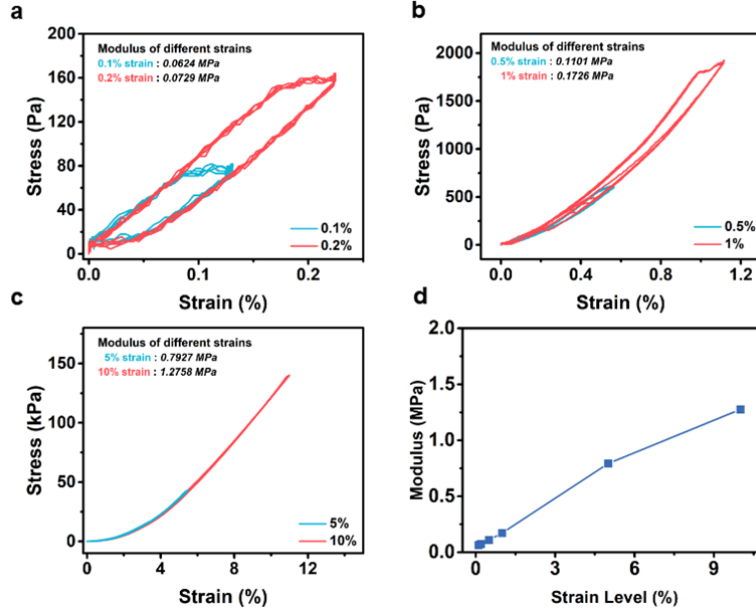 a
Modulus of different strains
0.1% strain : 0.0624 MPa
0.2% strain : 0.0729 MPa
200
160
120
80
40
0
Stress (Pa)
0.1%
0.2%
0.0
0.1
0.2
Strain (%)
b
Modulus of different strains
0.5% strain : 0.1101 MPa
1% strain : 0.1726 MPa
2000
1500
1000
500
0
Stress (Pa)
0.5%
1%
0.0
0.4
0.8
1.2
Strain (%)
c
Modulus of different strains
5% strain : 0.7927 MPa
10% strain : 1.2758 MPa
150
100
50
0
Stress (kPa)
5%
10%
0
4
8
12
Strain (%)
d
2.0
1.5
1.0
0.5
0.0
Modulus (MPa)
0
3
6
9
Strain Level (%)